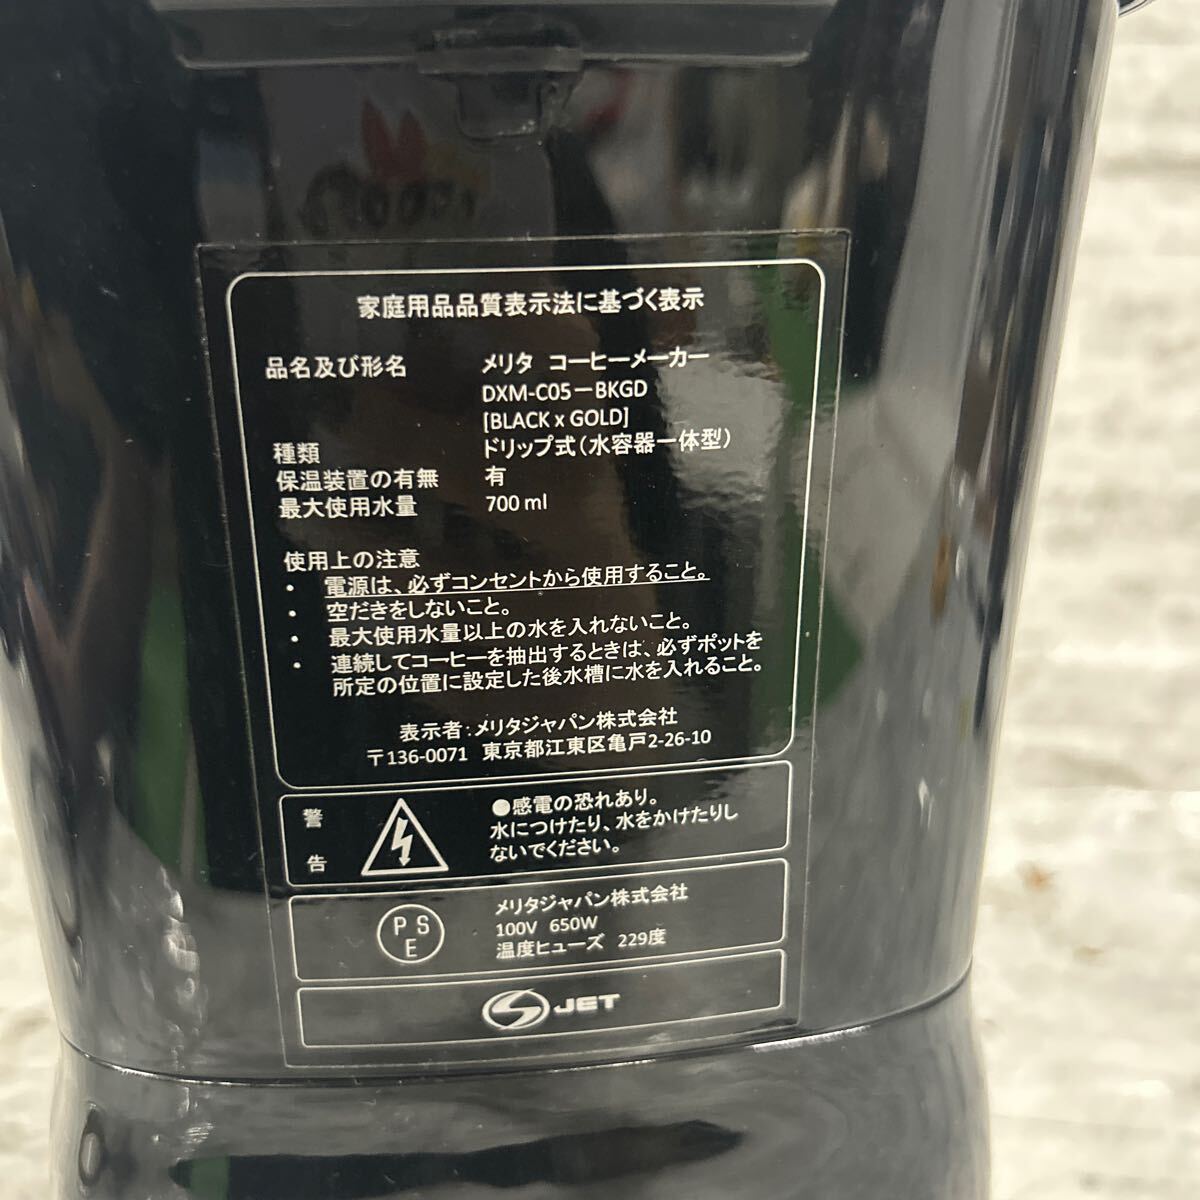 家庭用品品質表示法に基づく表示
品名及び形名 メリタ コーヒーメーカー
DXM-C05－BKGD
[BLACK x GOLD]
種類 ドリップ式（水容器一体型）
保温装置の有無 有
最大使用水量 700 ml
使用上の注意
・ 電源は、必ずコンセントから使用すること。
・ 空だきをしないこと。
・ 最大使用水量以上の水を入れないこと。
・ 連続してコーヒーを抽出するときは、必ずポットを
所定の位置に設定した後水槽に水を入れること。
表示者：メリタジャパン株式会社
〒136-0071 東京都江東区亀戸2-26-10
警告
●感電の恐れあり。
水につけたり、水をかけたりし
ないでください。
PSE
メリタジャパン株式会社
100V 650W
温度ヒューズ 229度
JET